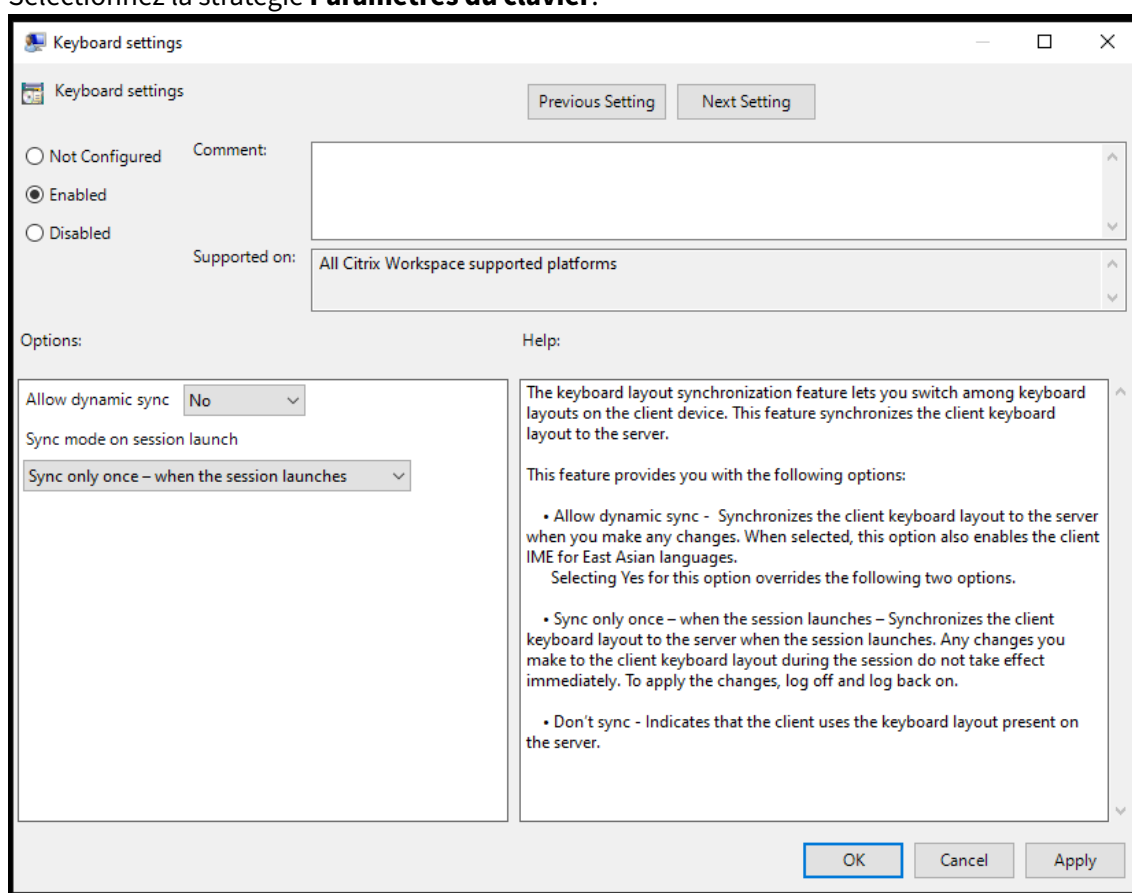 Sélectionnez la stratégie Paramètres du clavier.
Keyboard settings
Keyboard settings
Previous Setting
Next Setting
Not Configured
Comment:
Enabled
Disabled
Supported on:
All Citrix Workspace supported platforms
Options:
Help:
Allow dynamic sync No
Sync mode on session launch
Sync only once – when the session launches
The keyboard layout synchronization feature lets you switch among keyboard
layouts on the client device. This feature synchronizes the client keyboard
layout to the server.
This feature provides you with the following options:
• Allow dynamic sync - Synchronizes the client keyboard layout to the server
when you make any changes. When selected, this option also enables the client
IME for East Asian languages.
Selecting Yes for this option overrides the following two options.
• Sync only once – when the session launches – Synchronizes the client
keyboard layout to the server when the session launches. Any changes you
make to the client keyboard layout during the session do not take effect
immediately. To apply the changes, log off and log back on.
• Don't sync - Indicates that the client uses the keyboard layout present on
the server.
OK
Cancel
Apply